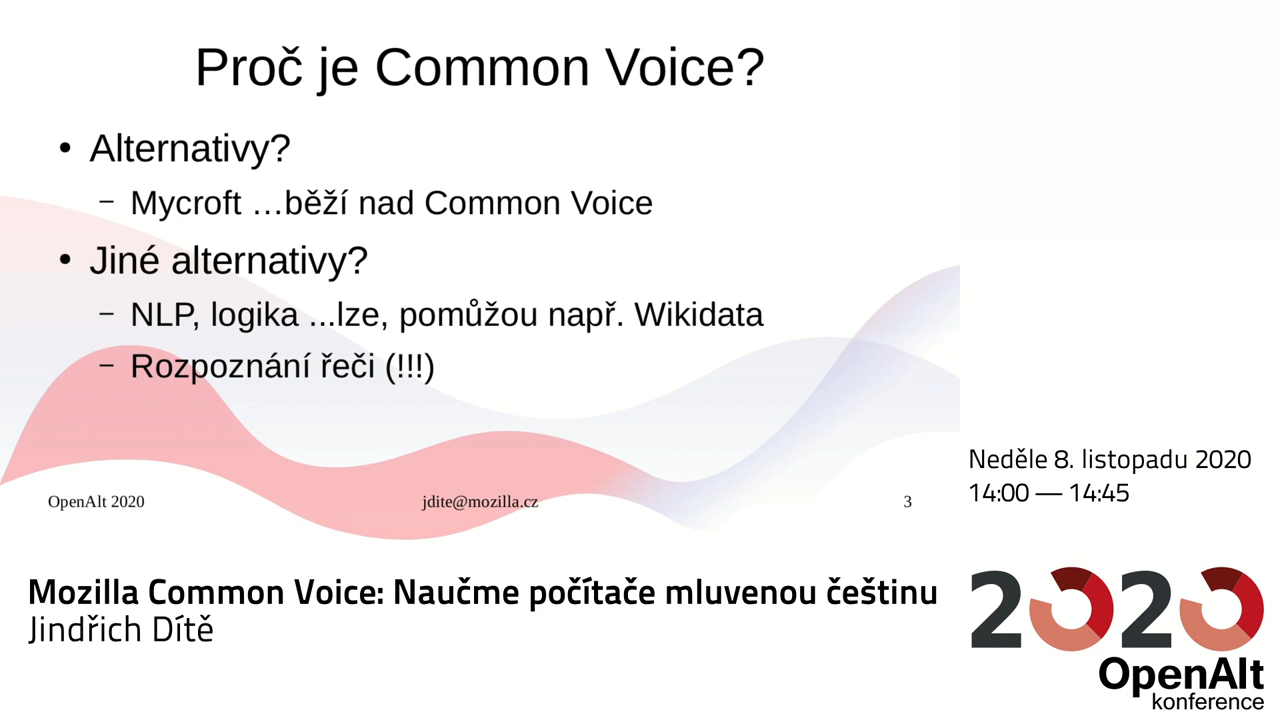 Proč je Common Voice?
• Alternativy?
– Mycroft …běží nad Common Voice
• Jiné alternativy?
– NLP, logika ...lze, pomůžou např. Wikidata
– Rozpoznání řeči (!!!)
OpenAlt 2020
jdite@mozilla.cz
3
Neděle 8. listopadu 2020
14:00 — 14:45
Mozilla Common Voice: Naučme počítače mluvenou češtinu
Jindřich Dítě
2020
OpenAlt
konference